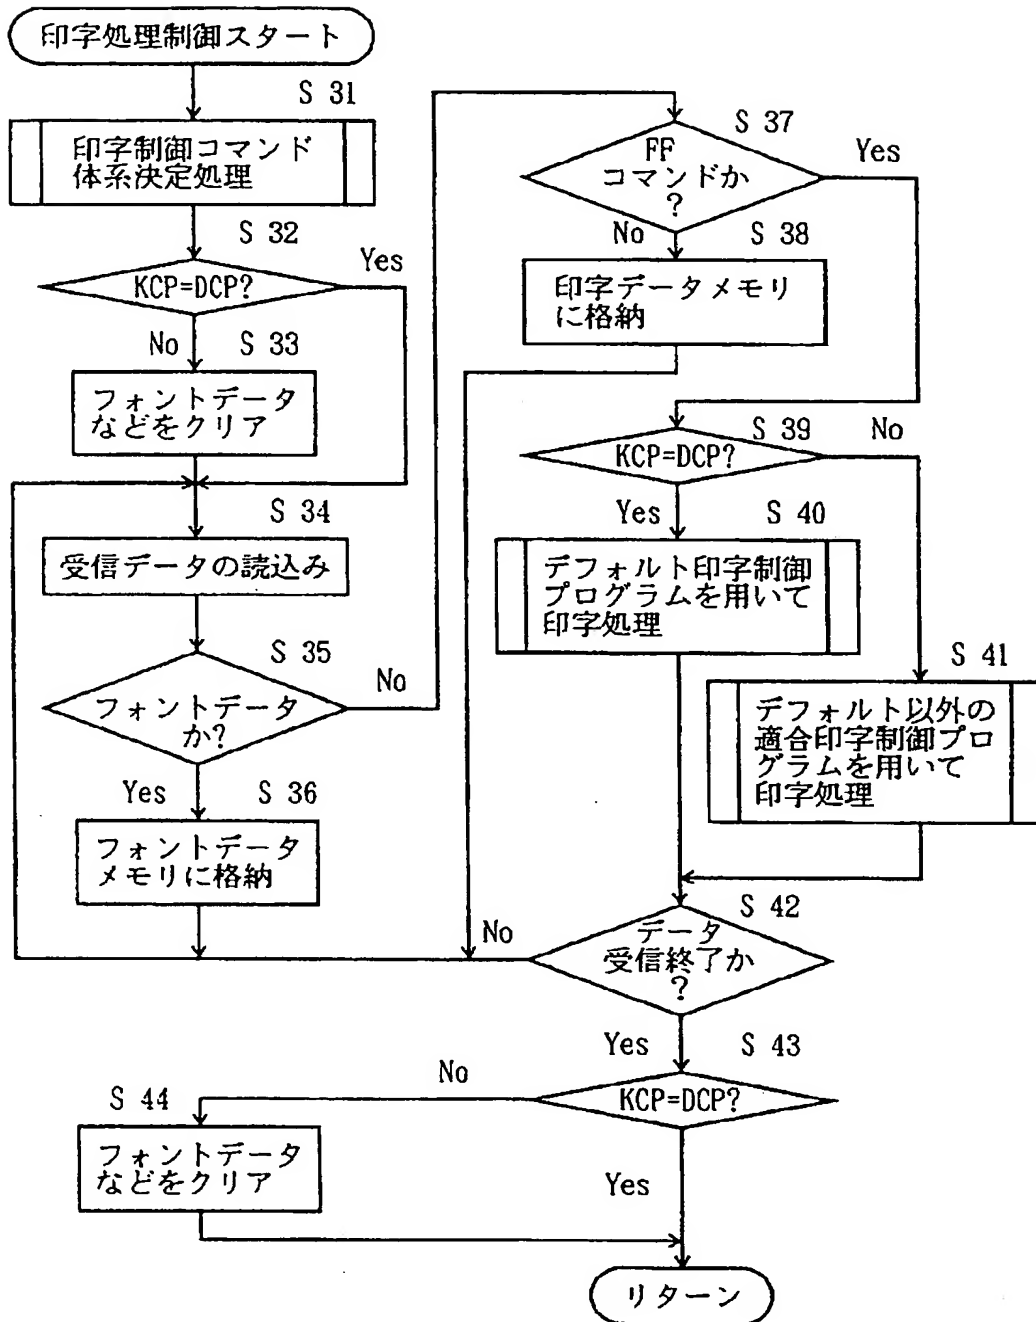 印字処理制御スタート
S 31
印字制御コマンド
体系決定処理
S 32
Yes
KCP=DCP?
No
S 33
フォントデータ
などをクリア
S 34
受信データの読込み
S 35
No
フォントデータ
か?
Yes
S 36
フォントデータ
メモリに格納
S 37
Yes
FF
コマンドか
?
No
S 38
印字データメモリ
に格納
S 39
No
KCP=DCP?
Yes
S 40
デフォルト印字制御
プログラムを用いて
印字処理
S 41
デフォルト以外の
適合印字制御プロ
グラムを用いて
印字処理
S 42
No
データ
受信終了か
?
Yes
S 43
No
KCP=DCP?
S 44
フォントデータ
などをクリア
Yes
リターン